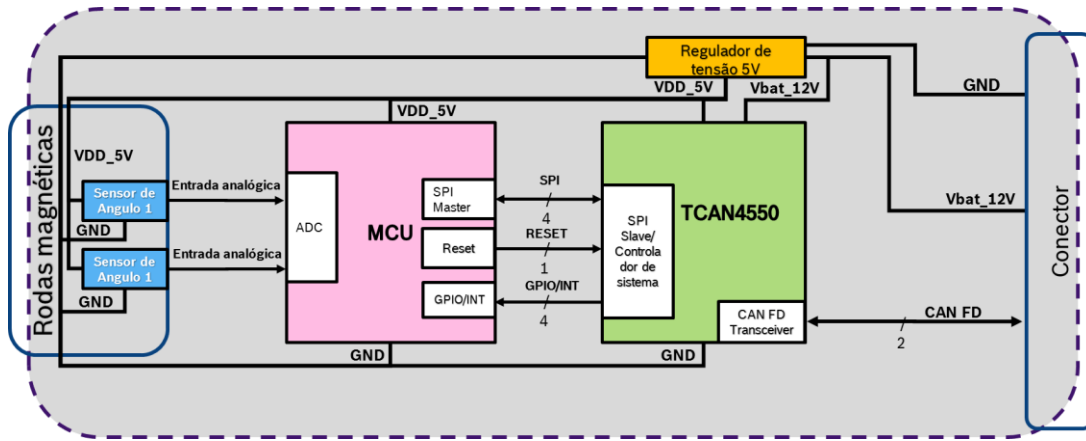 Regulador de
tensão 5V
GND
VDD_5V
Vbat_12V
VDD_5V
Rodas magnéticas
VDD_5V
Sensor de
Angulo 1
Entrada analógica
GND
Sensor de
Angulo 1
Entrada analógica
GND
ADC
MCU
SPI
Master
Reset
GPIO/INT
GND
SPI
4
RESET
1
GPIO/INT
4
TCAN4550
SPI
Slave/
Controla
dor de
sistema
CAN FD
Transceiver
GND
Vbat_12V
CAN FD
2
Conector